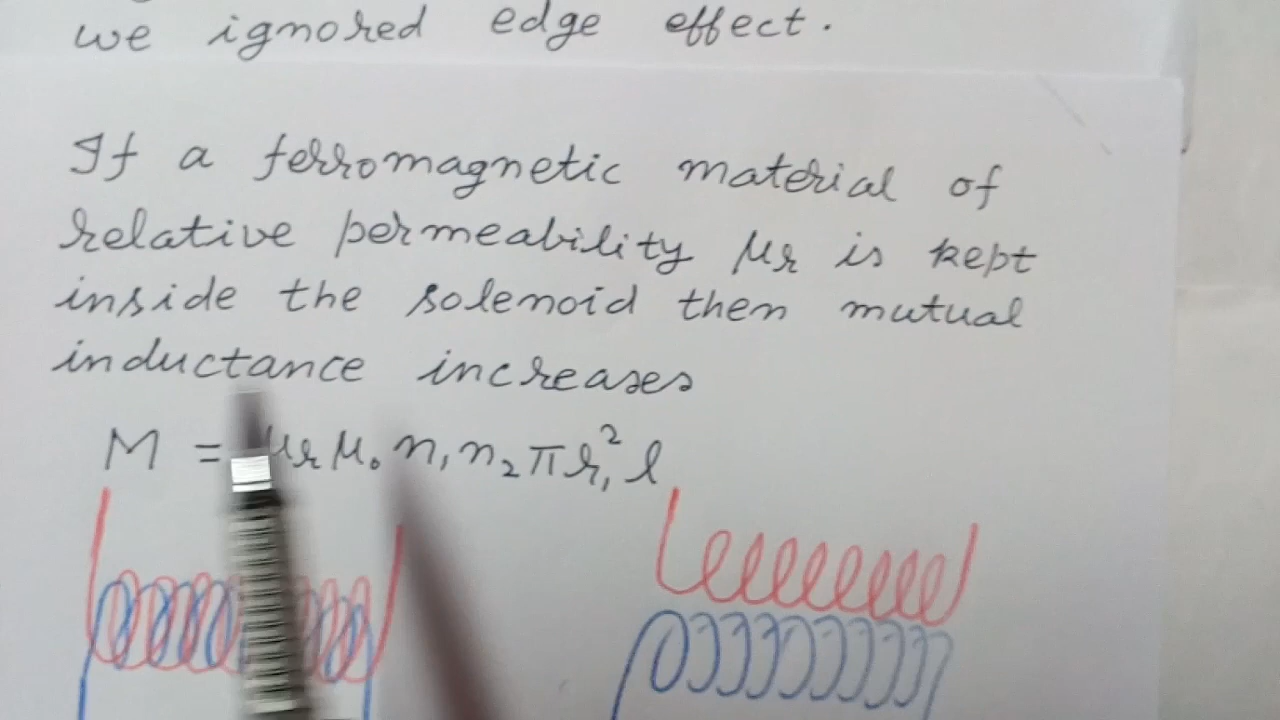 we ignored edge effect.
If a ferromagnetic material of
relative permeability μr is kept
inside the solenoid then mutual
inductance increases
M = μrμ₀n₁n₂πr₁²l